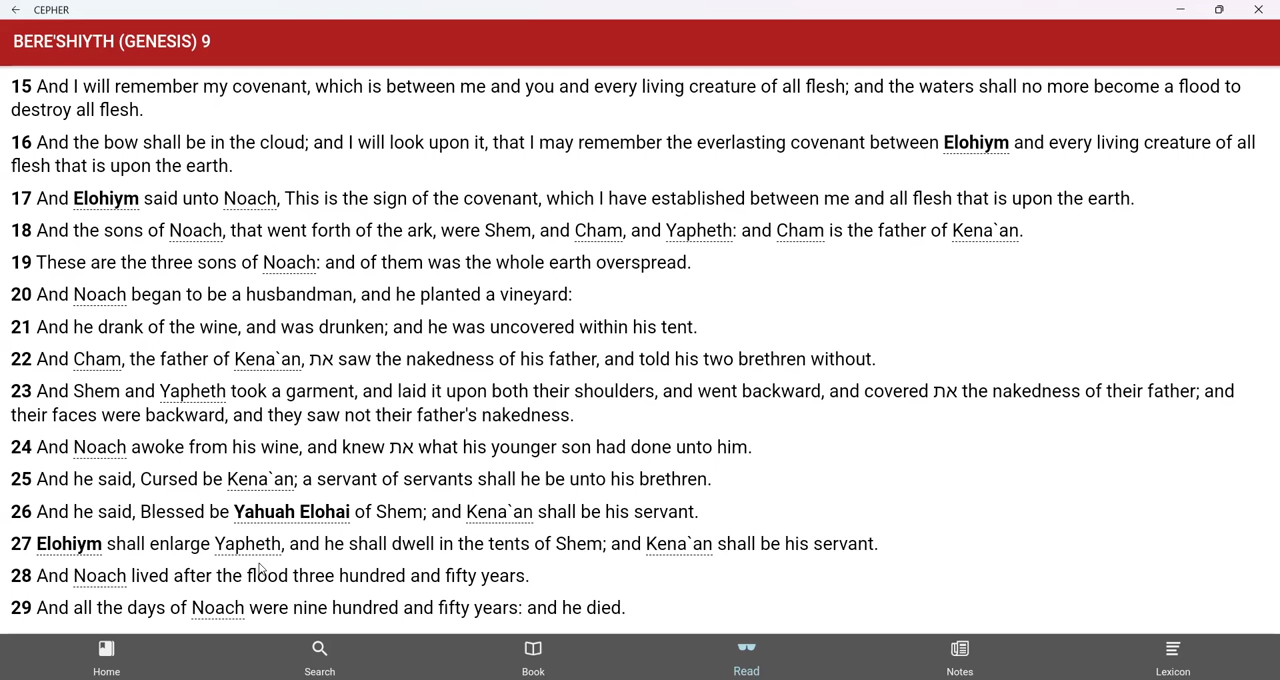 CEPHER
BERE'SHIYTH (GENESIS) 9
15 And I will remember my covenant, which is between me and you and every living creature of all flesh; and the waters shall no more become a flood to
destroy all flesh.
16 And the bow shall be in the cloud; and I will look upon it, that I may remember the everlasting covenant between Elohiym and every living creature of all
flesh that is upon the earth.
17 And Elohiym said unto Noach, This is the sign of the covenant, which I have established between me and all flesh that is upon the earth.
18 And the sons of Noach, that went forth of the ark, were Shem, and Cham, and Yapheth: and Cham is the father of Kena`an.
19 These are the three sons of Noach: and of them was the whole earth overspread.
20 And Noach began to be a husbandman, and he planted a vineyard:
21 And he drank of the wine, and was drunken; and he was uncovered within his tent.
22 And Cham, the father of Kena`an, את saw the nakedness of his father, and told his two brethren without.
23 And Shem and Yapheth took a garment, and laid it upon both their shoulders, and went backward, and covered את the nakedness of their father; and
their faces were backward, and they saw not their father's nakedness.
24 And Noach awoke from his wine, and knew את what his younger son had done unto him.
25 And he said, Cursed be Kena`an; a servant of servants shall he be unto his brethren.
26 And he said, Blessed be Yahuah Elohai of Shem; and Kena`an shall be his servant.
27 Elohiym shall enlarge Yapheth, and he shall dwell in the tents of Shem; and Kena`an shall be his servant.
28 And Noach lived after the flood three hundred and fifty years.
29 And all the days of Noach were nine hundred and fifty years: and he died.
Home Search Book Read Notes Lexicon